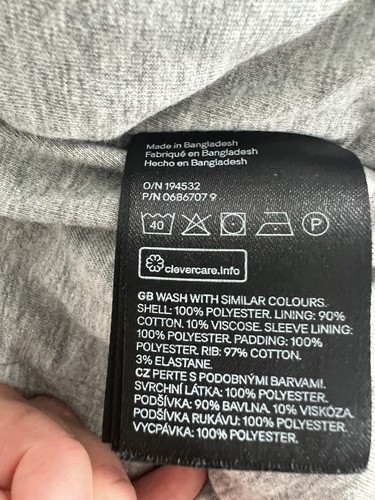 Made in Bangladesh
Fabriqué en Bangladesh
Hecho en Bangladesh
O/N 194532
P/N 0686707 9
40 P
clevercare.info
GB WASH WITH SIMILAR COLOURS.
SHELL: 100% POLYESTER. LINING: 90%
COTTON. 10% VISCOSE. SLEEVE LINING:
100% POLYESTER. PADDING: 100%
POLYESTER. RIB: 97% COTTON.
3% ELASTANE.
CZ PERTE S PODOBNÝMI BARVAMI.
SVRCHNÍ LÁTKA: 100% POLYESTER.
PODŠÍVKA: 90% BAVLNA. 10% VISKÓZA.
PODŠÍVKA RUKÁVU: 100% POLYESTER.
VYCPÁVKA: 100% POLYESTER.